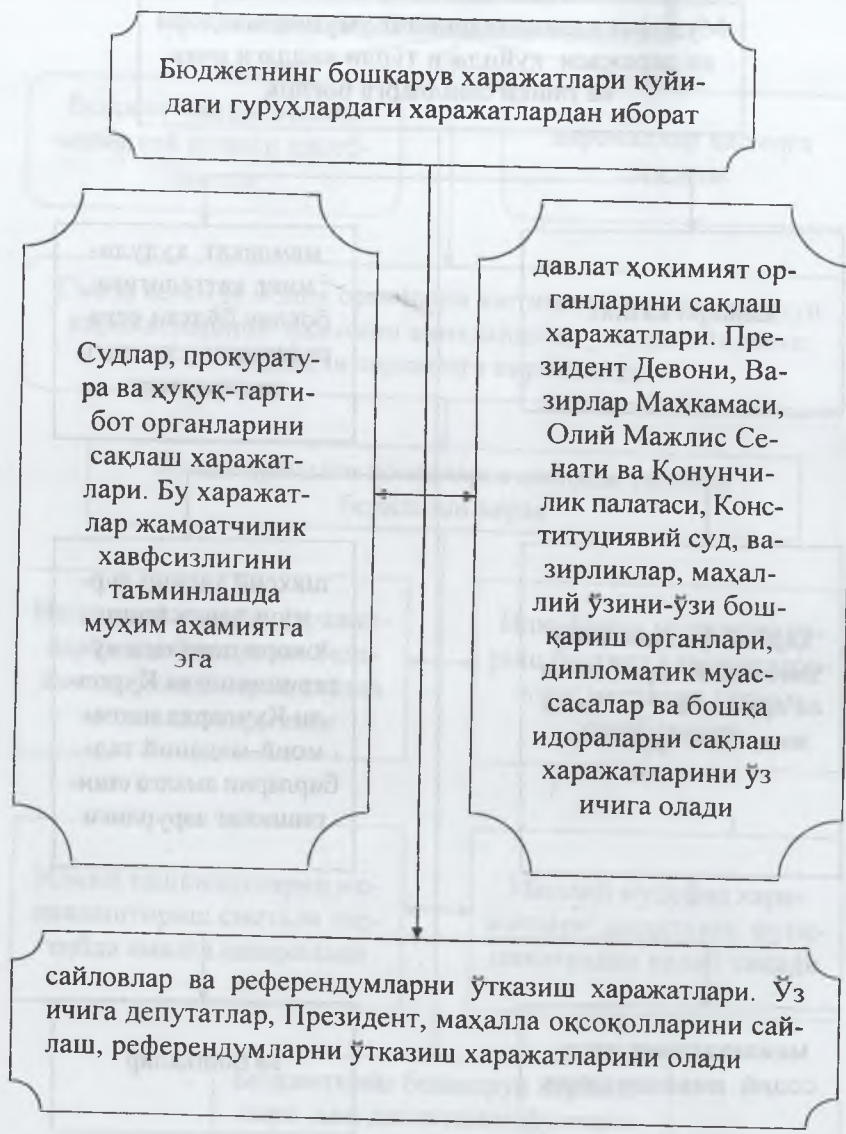 Бюджетнинг бошқарув харажатлари қуйи-
даги гуруҳлардаги харажатлардан иборат
Судлар, прокурату-
ра ва ҳуқуқ-тарти-
бот органларини
сақлаш харажат-
лари. Бу харажат-
лар жамоатчилик
хавфсизлигини
таъминлашда
муҳим аҳамиятга
эга
давлат ҳокимият ор-
ганларини сақлаш
харажатлари. Пре-
зидент Девони, Ва-
зирлар Маҳкамаси,
Олий Мажлис Се-
нати ва Қонунчи-
лик палатаси, Конс-
титуциявий суд, ва-
зирликлар, маҳал-
лий ўзини-ўзи бош-
қариш органлари,
дипломатик муас-
сасалар ва бошқа
идораларни сақлаш
харажатларини ўз
ичига олади
сайловлар ва референдумларни ўтказиш харажатлари. Ўз
ичига депутатлар, Президент, маҳалла оқсоқолларини сай-
лаш, референдумларни ўтказиш харажатларини олади